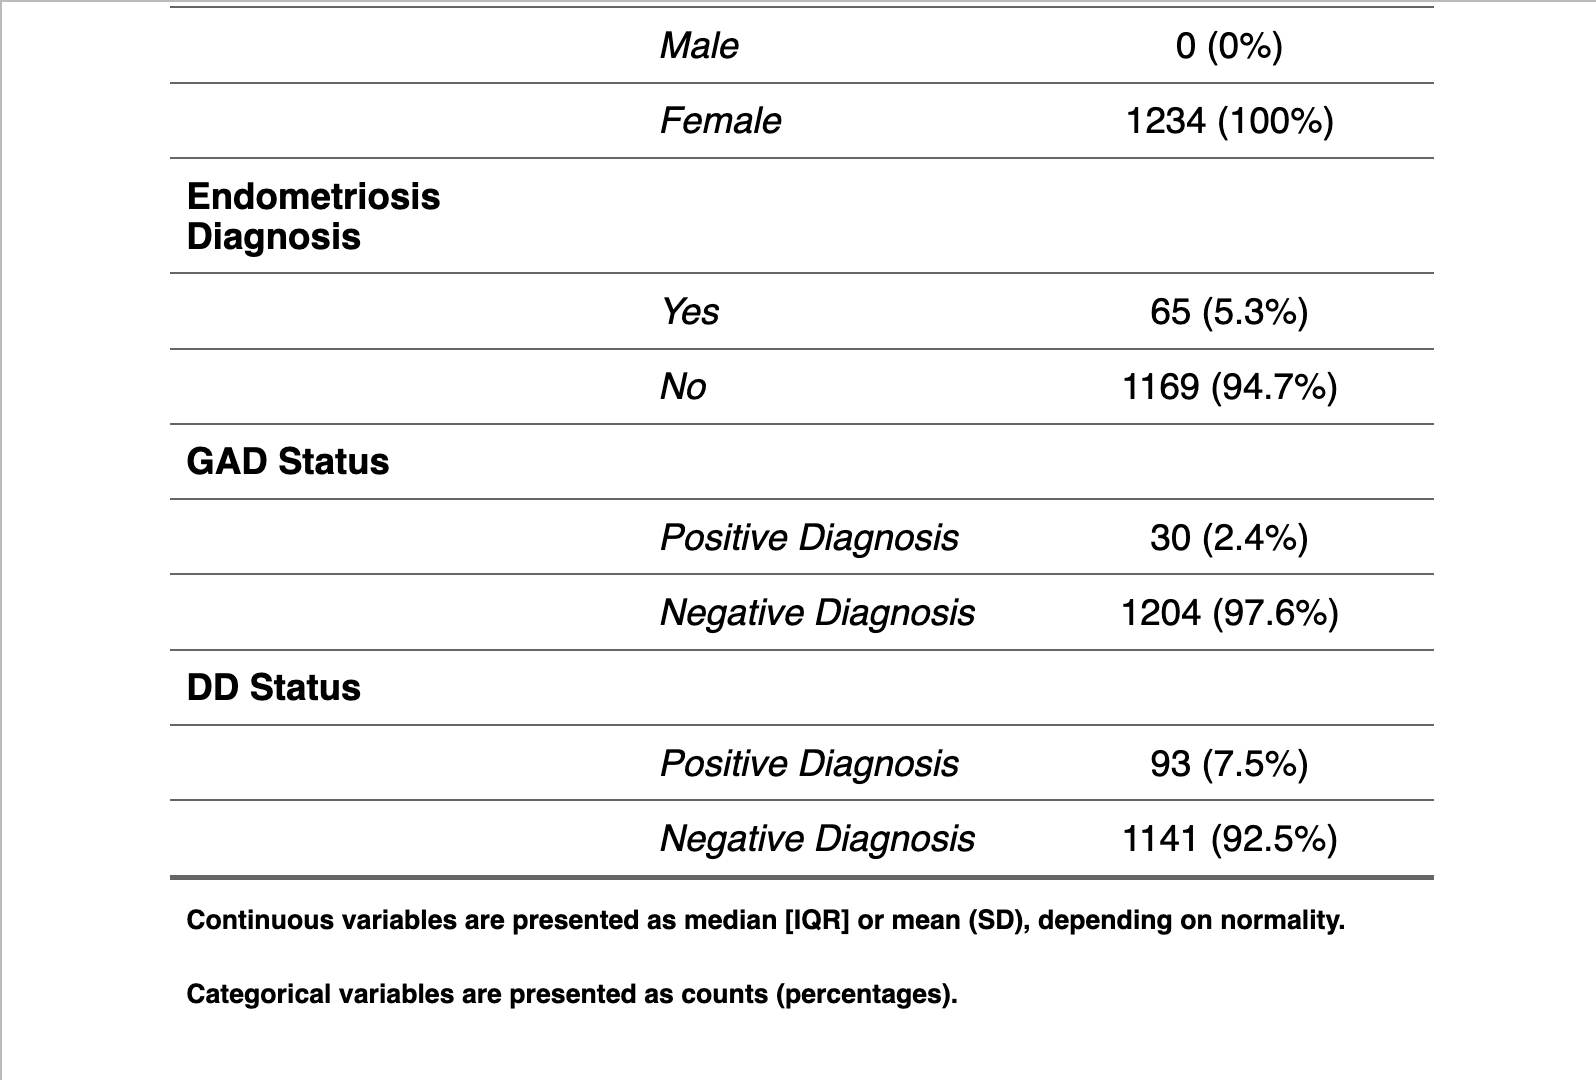 Male 0 (0%)
Female 1234 (100%)
Endometriosis
Diagnosis
Yes 65 (5.3%)
No 1169 (94.7%)
GAD Status
Positive Diagnosis 30 (2.4%)
Negative Diagnosis 1204 (97.6%)
DD Status
Positive Diagnosis 93 (7.5%)
Negative Diagnosis 1141 (92.5%)
Continuous variables are presented as median [IQR] or mean (SD), depending on normality.
Categorical variables are presented as counts (percentages).